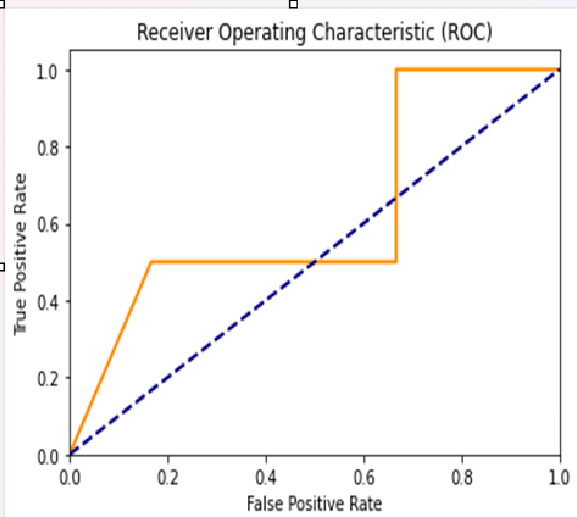 Receiver Operating Characteristic (ROC)
1.0
0.8
0.6
0.4
0.2
0.0
True Positive Rate
0.0 0.2 0.4 0.6 0.8 1.0
False Positive Rate